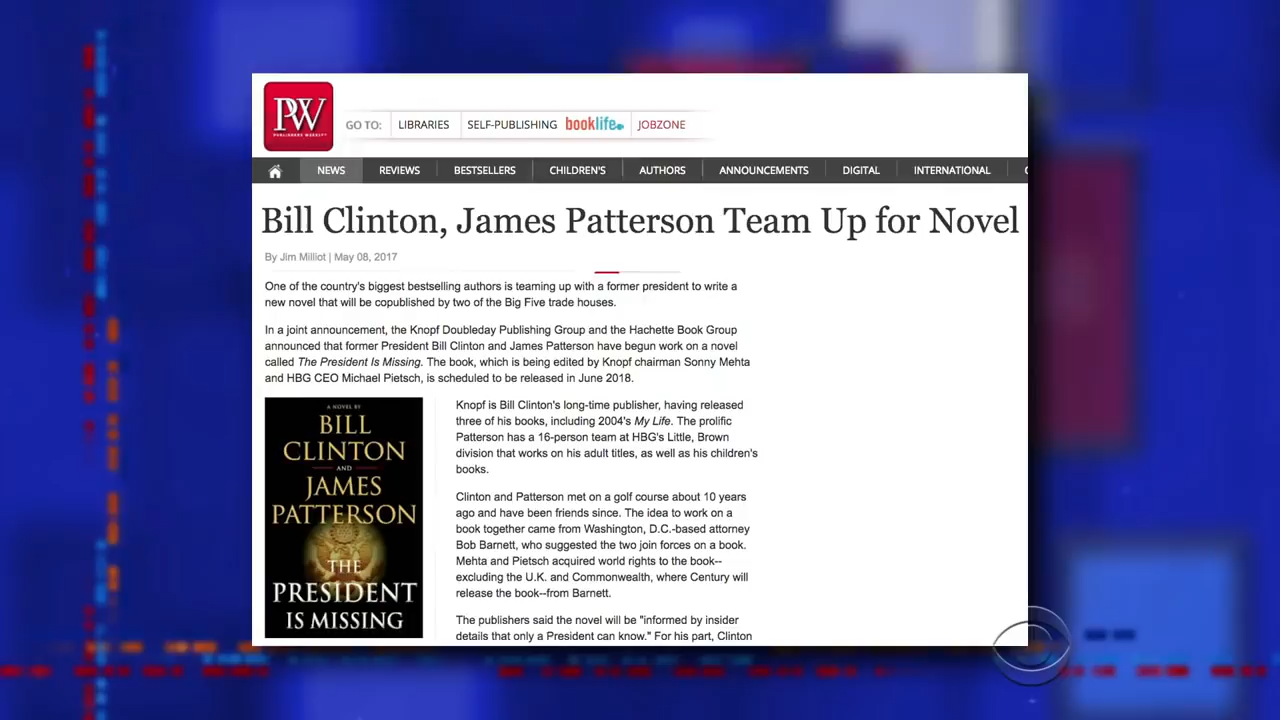 PW
PUBLISHERS WEEKLY
GO TO: LIBRARIES SELF-PUBLISHING booklife JOBZONE
NEWS REVIEWS BESTSELLERS CHILDREN'S AUTHORS ANNOUNCEMENTS DIGITAL INTERNATIONAL
Bill Clinton, James Patterson Team Up for Novel
By Jim Milliot | May 08, 2017
One of the country's biggest bestselling authors is teaming up with a former president to write a
new novel that will be copublished by two of the Big Five trade houses.
In a joint announcement, the Knopf Doubleday Publishing Group and the Hachette Book Group
announced that former President Bill Clinton and James Patterson have begun work on a novel
called The President Is Missing. The book, which is being edited by Knopf chairman Sonny Mehta
and HBG CEO Michael Pietsch, is scheduled to be released in June 2018.
A NOVEL BY
BILL
CLINTON
AND
JAMES
PATTERSON
THE
PRESIDENT
IS MISSING
Knopf is Bill Clinton's long-time publisher, having released
three of his books, including 2004's My Life. The prolific
Patterson has a 16-person team at HBG's Little, Brown
division that works on his adult titles, as well as his children's
books.
Clinton and Patterson met on a golf course about 10 years
ago and have been friends since. The idea to work on a
book together came from Washington, D.C.-based attorney
Bob Barnett, who suggested the two join forces on a book.
Mehta and Pietsch acquired world rights to the book--
excluding the U.K. and Commonwealth, where Century will
release the book--from Barnett.
The publishers said the novel will be "informed by insider
details that only a President can know." For his part, Clinton